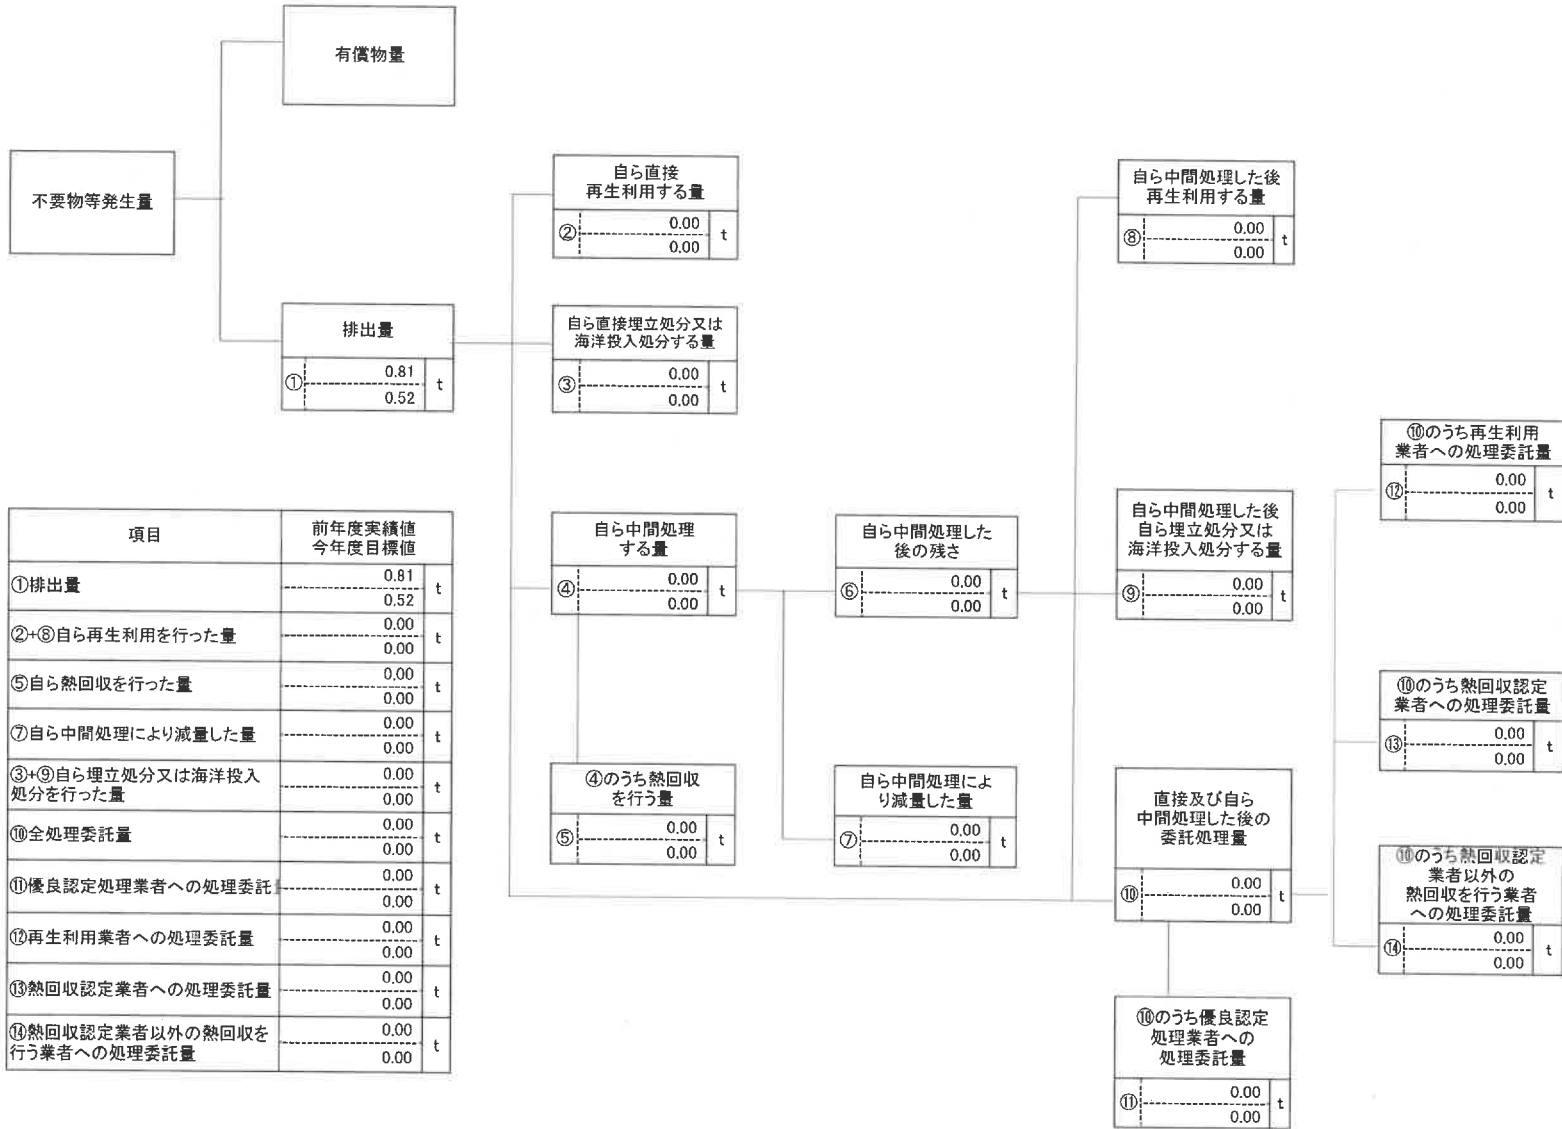 有償物量
不要物等発生量
排出量
①
0.81
0.52
t
自ら直接
再生利用する量
②
0.00
0.00
t
自ら直接埋立処分又は
海洋投入処分する量
③
0.00
0.00
t
自ら中間処理
する量
④
0.00
0.00
t
④のうち熱回収
を行う量
⑤
0.00
0.00
t
自ら中間処理した
後の残さ
⑥
0.00
0.00
t
自ら中間処理によ
り減量した量
⑦
0.00
0.00
t
自ら中間処理した後
再生利用する量
⑧
0.00
0.00
t
自ら中間処理した後
自ら埋立処分又は
海洋投入処分する量
⑨
0.00
0.00
t
直接及び自ら
中間処理した後の
委託処理量
⑩
0.00
0.00
t
⑩のうち優良認定
処理業者への
処理委託量
⑪
0.00
0.00
t
⑩のうち再生利用
業者への処理委託量
⑫
0.00
0.00
t
⑩のうち熱回収認定
業者への処理委託量
⑬
0.00
0.00
t
⑩のうち熱回収認定
業者以外の
熱回収を行う業者
への処理委託量
⑭
0.00
0.00
t
項目
前年度実績値
今年度目標値
①排出量
0.81
0.52
t
②+⑧自ら再生利用を行った量
0.00
0.00
t
⑤自ら熱回収を行った量
0.00
0.00
t
⑦自ら中間処理により減量した量
0.00
0.00
t
③+⑨自ら埋立処分又は海洋投入
処分を行った量
0.00
0.00
t
⑩全処理委託量
0.00
0.00
t
⑪優良認定処理業者への処理委託
0.00
0.00
t
⑫再生利用業者への処理委託量
0.00
0.00
t
⑬熱回収認定業者への処理委託量
0.00
0.00
t
⑭熱回収認定業者以外の熱回収を
行う業者への処理委託量
0.00
0.00
t